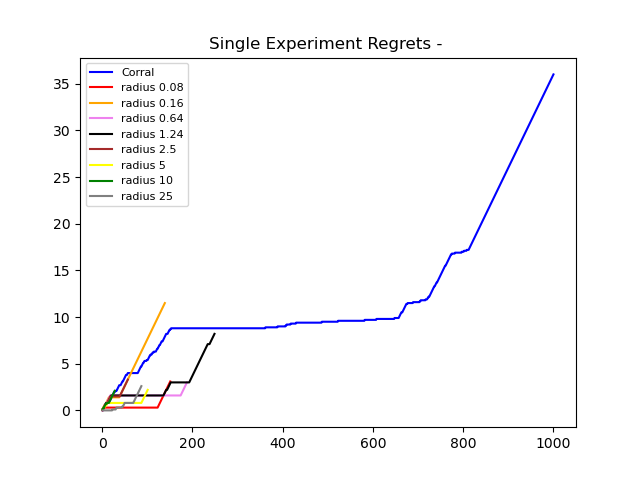 Single Experiment Regrets -
Corral
radius 0.08
radius 0.16
radius 0.64
radius 1.24
radius 2.5
radius 5
radius 10
radius 25
35
30
25
20
15
10
5
0
0 200 400 600 800 1000